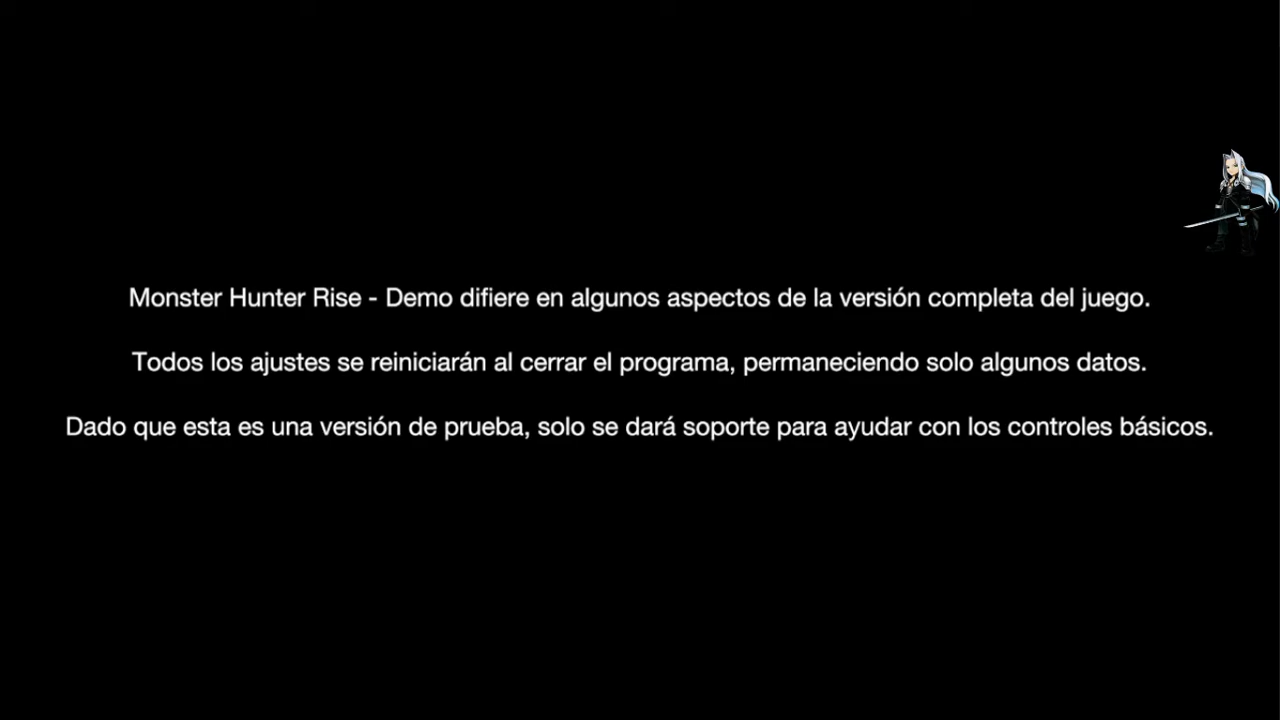 Monster Hunter Rise - Demo difiere en algunos aspectos de la versión completa del juego.
Todos los ajustes se reiniciarán al cerrar el programa, permaneciendo solo algunos datos.
Dado que esta es una versión de prueba, solo se dará soporte para ayudar con los controles básicos.